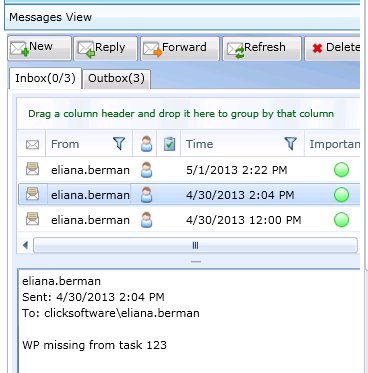 Messages View
New Reply Forward Refresh Delete
Inbox(0/3) Outbox(3)
Drag a column header and drop it here to group by that column
From Time Importan
eliana.berman 5/1/2013 2:22 PM
eliana.berman 4/30/2013 2:04 PM
eliana.berman 4/30/2013 12:00 PM
eliana.berman
Sent: 4/30/2013 2:04 PM
To: clicksoftware\eliana.berman
WP missing from task 123